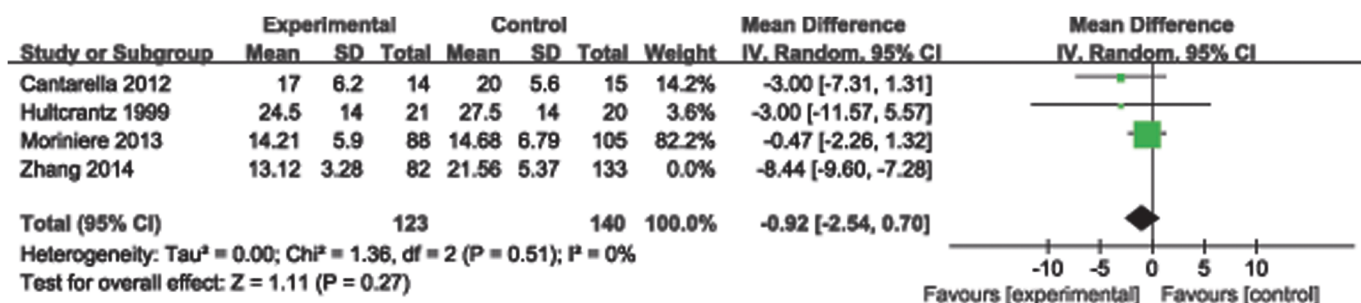 Experimental Control Mean Difference Mean Difference
Study or Subgroup Mean SD Total Mean SD Total Weight IV, Random, 95% CI IV, Random, 95% CI
Cantarella 2012 17 6.2 14 20 5.6 15 14.2% -3.00 [-7.31, 1.31]
Hultcrantz 1999 24.5 14 21 27.5 14 20 3.6% -3.00 [-11.57, 5.57]
Moriniere 2013 14.21 5.9 88 14.68 6.79 105 82.2% -0.47 [-2.26, 1.32]
Zhang 2014 13.12 3.28 82 21.56 5.37 133 0.0% -8.44 [-9.60, -7.28]
Total (95% CI) 123 140 100.0% -0.92 [-2.54, 0.70]
Heterogeneity: Tau² = 0.00; Chi² = 1.36, df = 2 (P = 0.51); I² = 0%
Test for overall effect: Z = 1.11 (P = 0.27)
-10 -5 0 5 10
Favours [experimental] Favours [control]